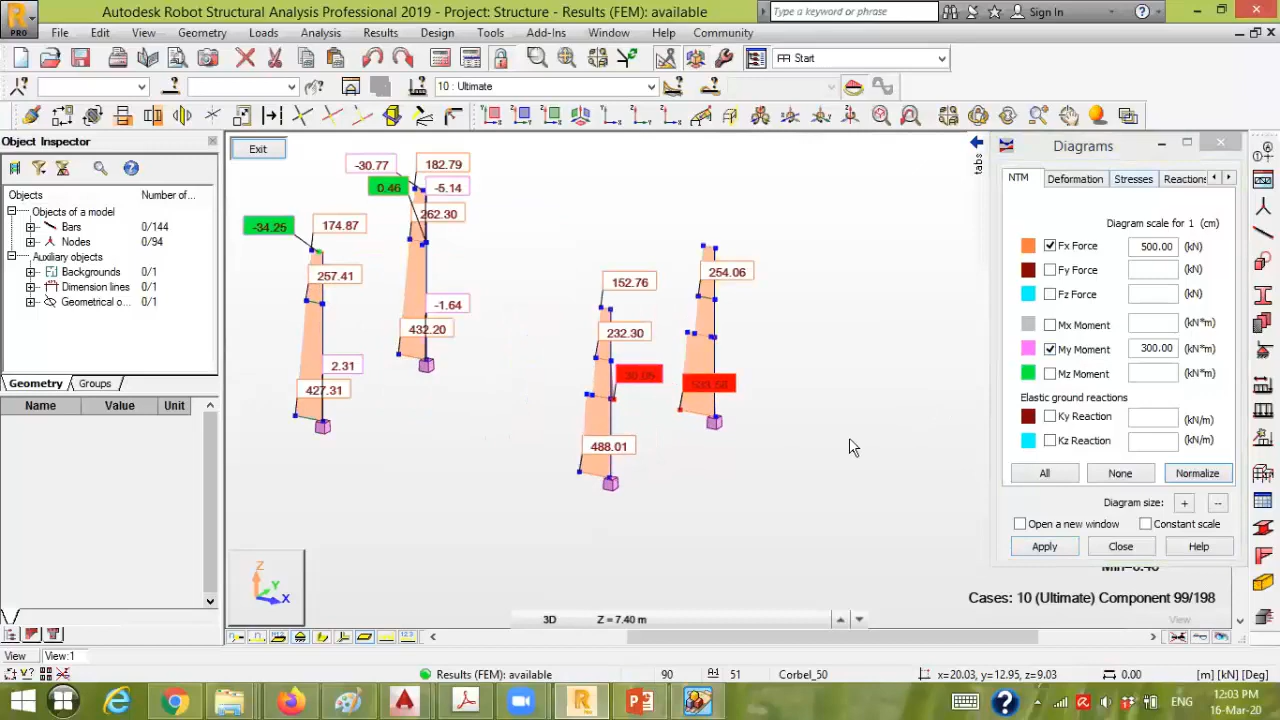 Autodesk Robot Structural Analysis Professional 2019 - Project: Structure - Results (FEM): available
Type a keyword or phrase
Sign In
PRO
File Edit View Geometry Loads Analysis Results Design Tools Add-Ins Window Help Community
Start
10 : Ultimate
Object Inspector
Objects Number of...
Objects of a model
Bars 0/144
Nodes 0/94
Auxiliary objects
Backgrounds 0/1
Dimension lines 0/1
Geometrical o... 0/1
Geometry Groups
Name Value Unit
Exit
-30.77 182.79
0.46 -5.14
262.30
-34.25 174.87
257.41
-1.64
432.20
2.31
427.31
152.76
232.30
488.01
254.06
Z
Y
X
3D Z = 7.40 m
Cases: 10 (Ultimate) Component 99/198
View
tabs
Diagrams
NTM Deformation Stresses Reactions
Diagram scale for 1 (cm)
Fx Force 500.00 (kN)
Fy Force (kN)
Fz Force (kN)
Mx Moment (kN*m)
My Moment 300.00 (kN*m)
Mz Moment (kN*m)
Elastic ground reactions
Ky Reaction (kN/m)
Kz Reaction (kN/m)
All None Normalize
Diagram size: + --
Open a new window Constant scale
Apply Close Help
View View:1
Results (FEM): available 90 51 Corbel_50 x=20.03, y=12.95, z=9.03 0.00 [m] [kN] [Deg]
ENG
12:03 PM
16-Mar-20